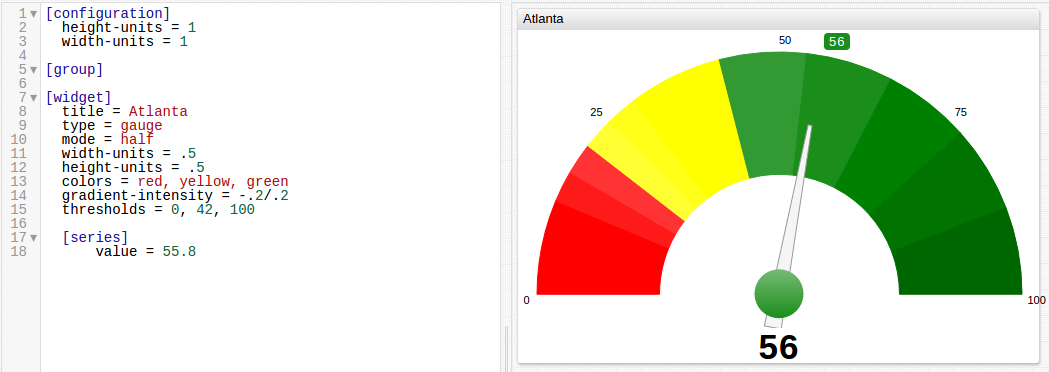 1 [configuration]
2 height-units = 1
3 width-units = 1
4
5 [group]
6
7 [widget]
8 title = Atlanta
9 type = gauge
10 mode = half
11 width-units = .5
12 height-units = .5
13 colors = red, yellow, green
14 gradient-intensity = -.2/.2
15 thresholds = 0, 42, 100
16
17 [series]
18 value = 55.8
Atlanta
50 56
25 75
0 100
56